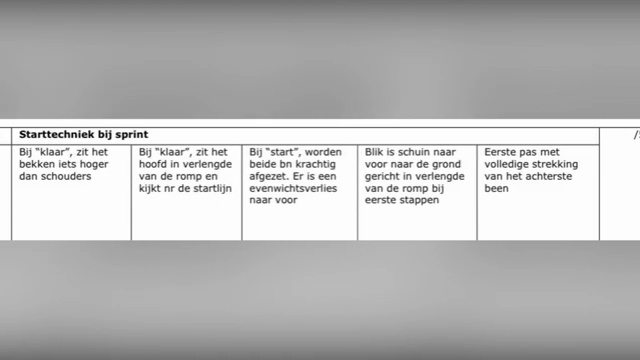 Starttechniek bij sprint
Bij “klaar”, zit het
bekken iets hoger
dan schouders
Bij “klaar”, zit het
hoofd in verlengde
van de romp en
kijkt nr de startlijn
Bij “start”, worden
beide bn krachtig
afgezet. Er is een
evenwichtsverlies
naar voor
Blik is schuin naar
voor naar de grond
gericht in verlengde
van de romp bij
eerste stappen
Eerste pas met
volledige strekking
van het achterste
been